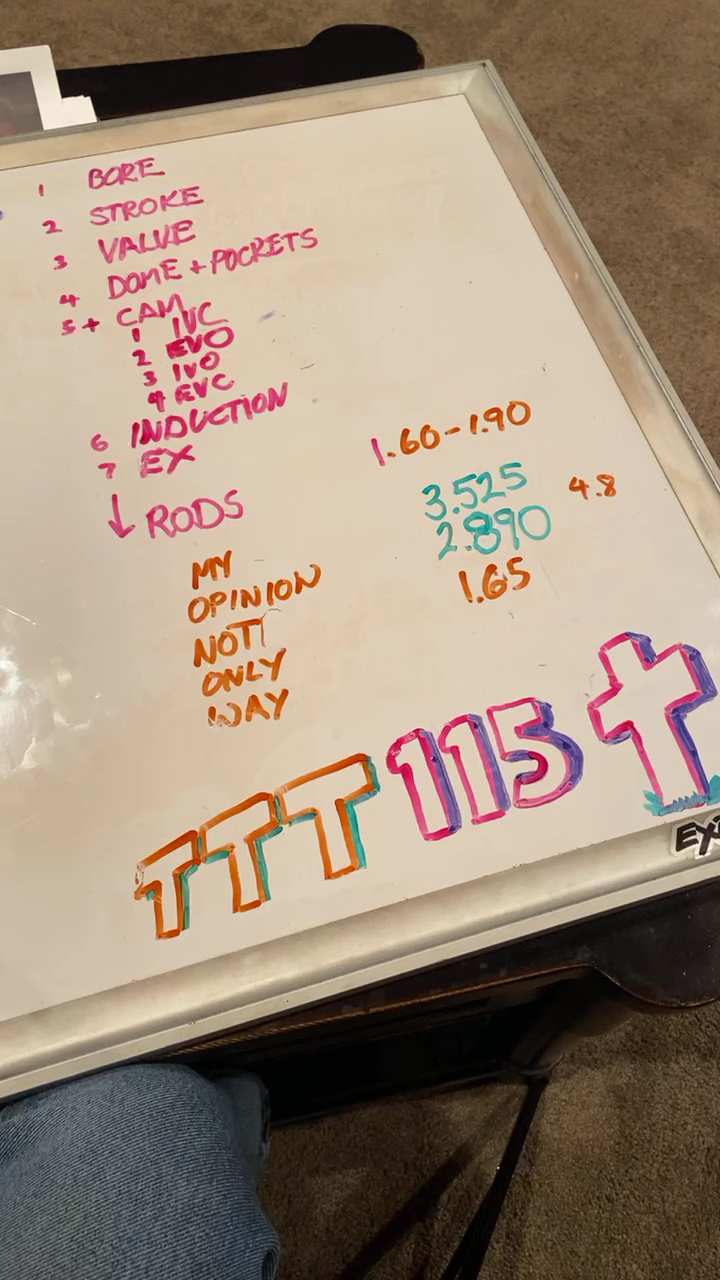 1 BORE
2 STROKE
3 VALVE
4 DOME + POCKETS
5+ CAM
1 IVC
2 EVO
3 IVO
4 EVC
6 INDUCTION
7 EX
↓ RODS
MY
OPINION
NOT
ONLY
WAY
1.60-1.90
3.525
2.890
4.8
1.65
TTT 115